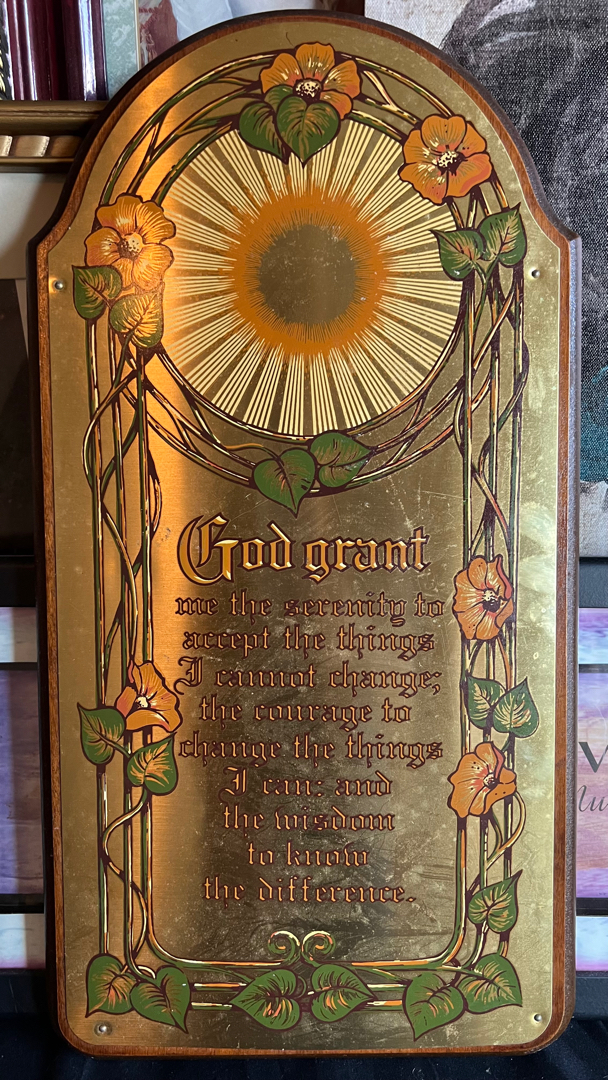 God grant
me the serenity to
accept the things
I cannot change;
the courage to
change the things
I can: and
the wisdom
to know
the difference.